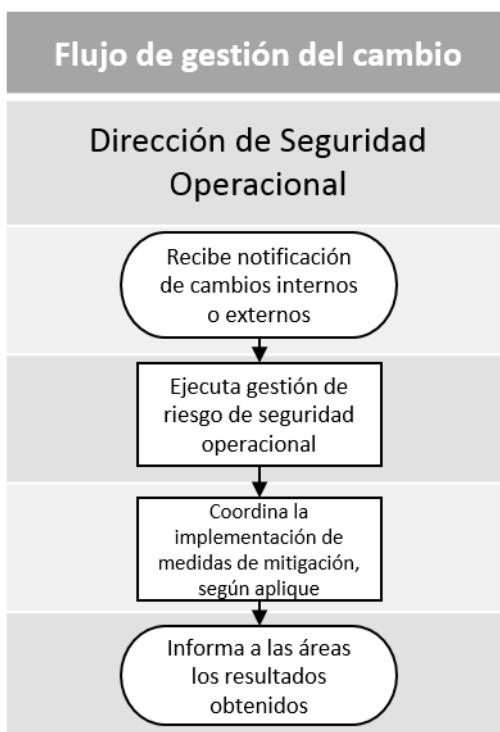 Flujo de gestión del cambio
Dirección de Seguridad
Operacional
Recibe notificación
de cambios internos
o externos
Ejecuta gestión de
riesgo de seguridad
operacional
Coordina la
implementación de
medidas de mitigación,
según aplique
Informa a las áreas
los resultados
obtenidos